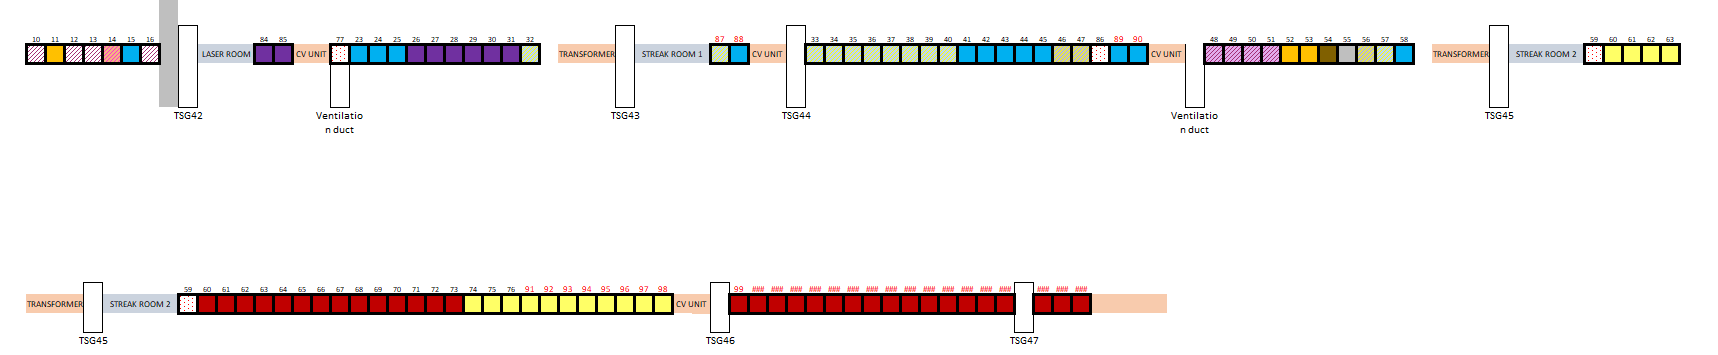 10 11 12 13 14 15 16 84 85 77 23 24 25 26 27 28 29 30 31 32 87 88 33 34 35 36 37 38 39 40 41 42 43 44 45 46 47 86 89 90 48 49 50 51 52 53 54 55 56 57 58 59 60 61 62 63
LASER ROOM CV UNIT TRANSFORMER STREAK ROOM 1 CV UNIT CV UNIT TRANSFORMER STREAK ROOM 2
TSG42 Ventilatio TSG43 TSG44 Ventilatio TSG45
n duct n duct
59 60 61 62 63 64 65 66 67 68 69 70 71 72 73 74 75 76 91 92 93 94 95 96 97 98 99 ### ### ### ### ### ### ### ### ### ### ### ### ### ### ### ### ###
TRANSFORMER STREAK ROOM 2 CV UNIT
TSG45 TSG46 TSG47